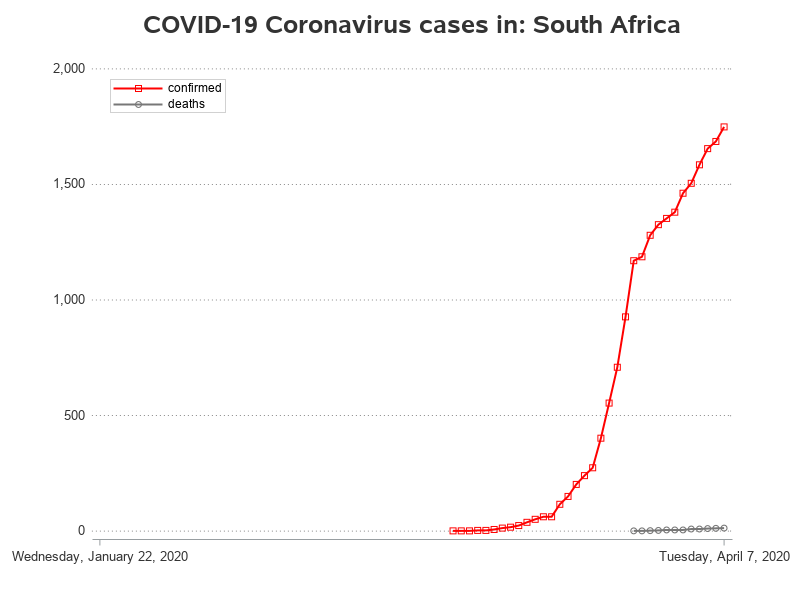 COVID-19 Coronavirus cases in: South Africa
2,000
confirmed
deaths
1,500
1,000
500
0
Wednesday, January 22, 2020
Tuesday, April 7, 2020